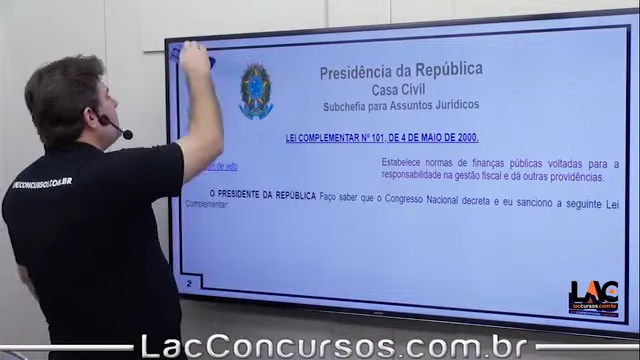 Presidência da República
Casa Civil
Subchefia para Assuntos Jurídicos
LEI COMPLEMENTAR Nº 101, DE 4 DE MAIO DE 2000.
de veto
Estabelece normas de finanças públicas voltadas para a
responsabilidade na gestão fiscal e dá outras providências.
O PRESIDENTE DA REPÚBLICA Faço saber que o Congresso Nacional decreta e eu sanciono a seguinte Lei
Complementar:
LACCONCURSOS.COM.BR
2
LAC
laccursos.com.br
LacConcursos.com.br